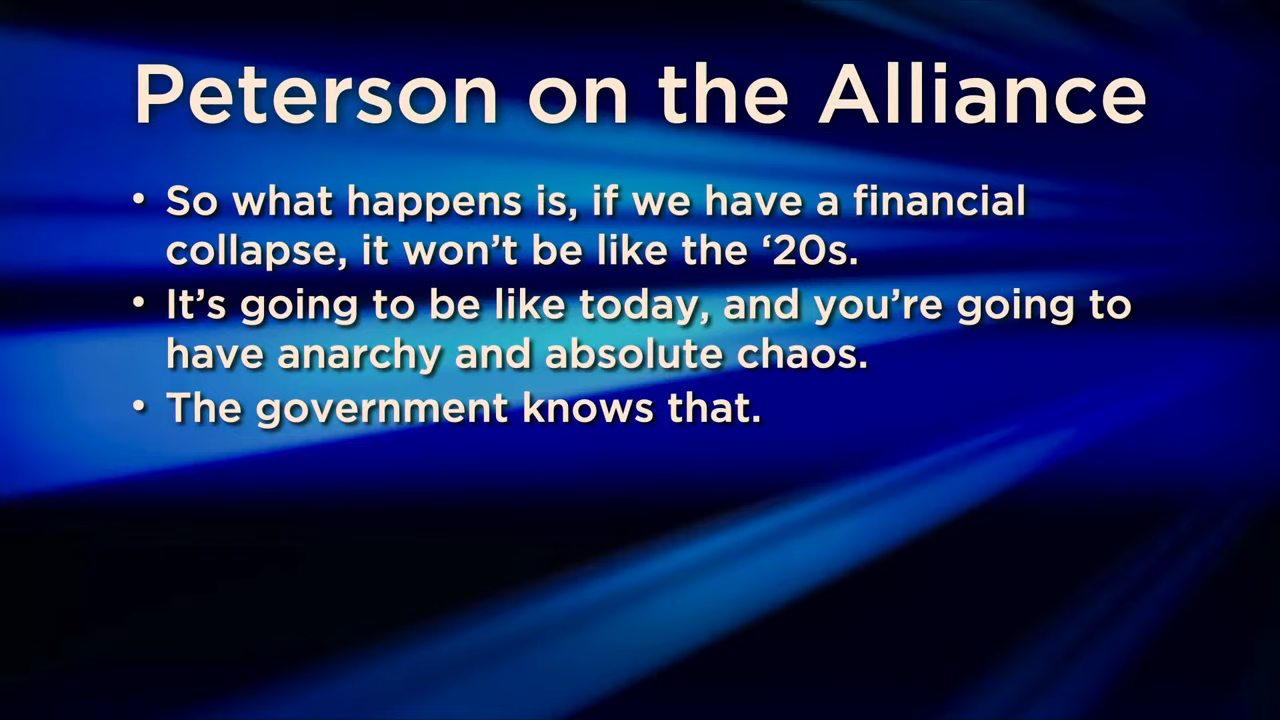 Peterson on the Alliance
• So what happens is, if we have a financial
collapse, it won’t be like the ‘20s.
• It’s going to be like today, and you’re going to
have anarchy and absolute chaos.
• The government knows that.